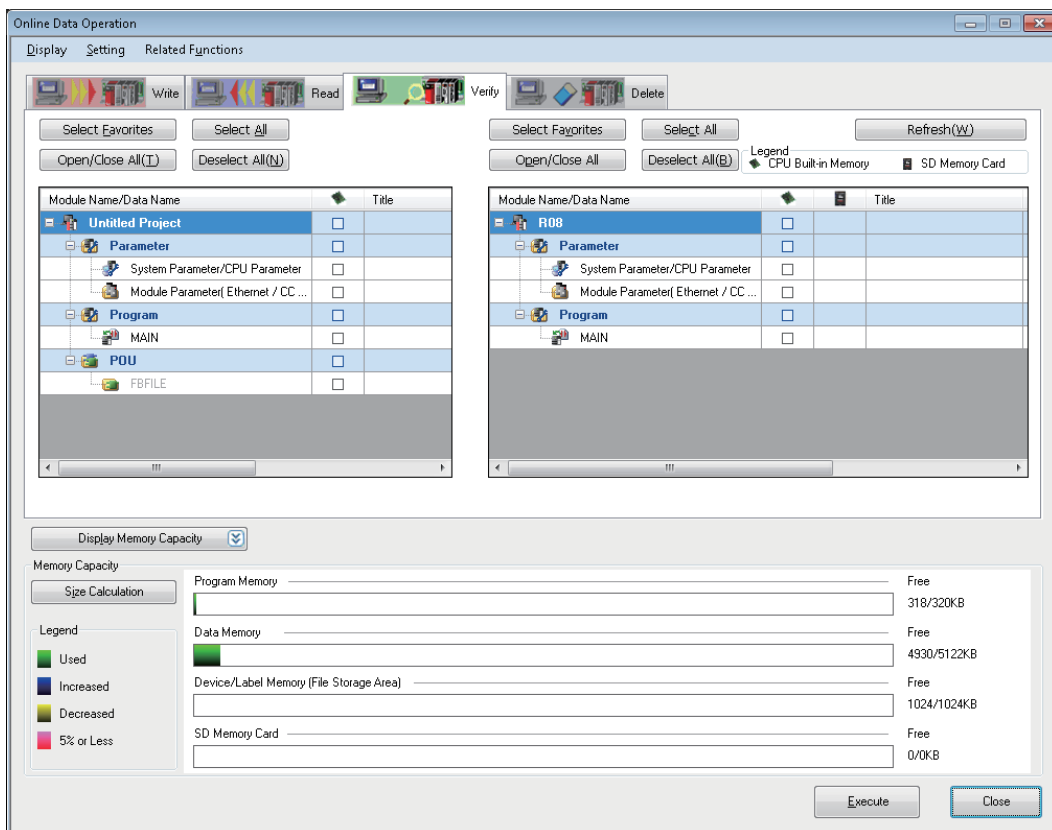 Online Data Operation
Display Setting Related Functions
Write Read Verify Delete
Select Favorites Select All Select Favorites Select All Refresh(W)
Open/Close All(T) Deselect All(N) Open/Close All Deselect All(B) Legend CPU Built-in Memory SD Memory Card
Module Name/Data Name Title Module Name/Data Name Title
Untitled Project R08
Parameter Parameter
System Parameter/CPU Parameter System Parameter/CPU Parameter
Module Parameter( Ethernet / CC ... Module Parameter( Ethernet / CC ...
Program Program
MAIN MAIN
POU
FBFILE
Display Memory Capacity
Memory Capacity
Size Calculation
Program Memory Free
318/320KB
Legend
Data Memory Free
Used
4930/5122KB
Increased
Device/Label Memory (File Storage Area) Free
1024/1024KB
Decreased
SD Memory Card Free
5% or Less
0/0KB
Execute Close